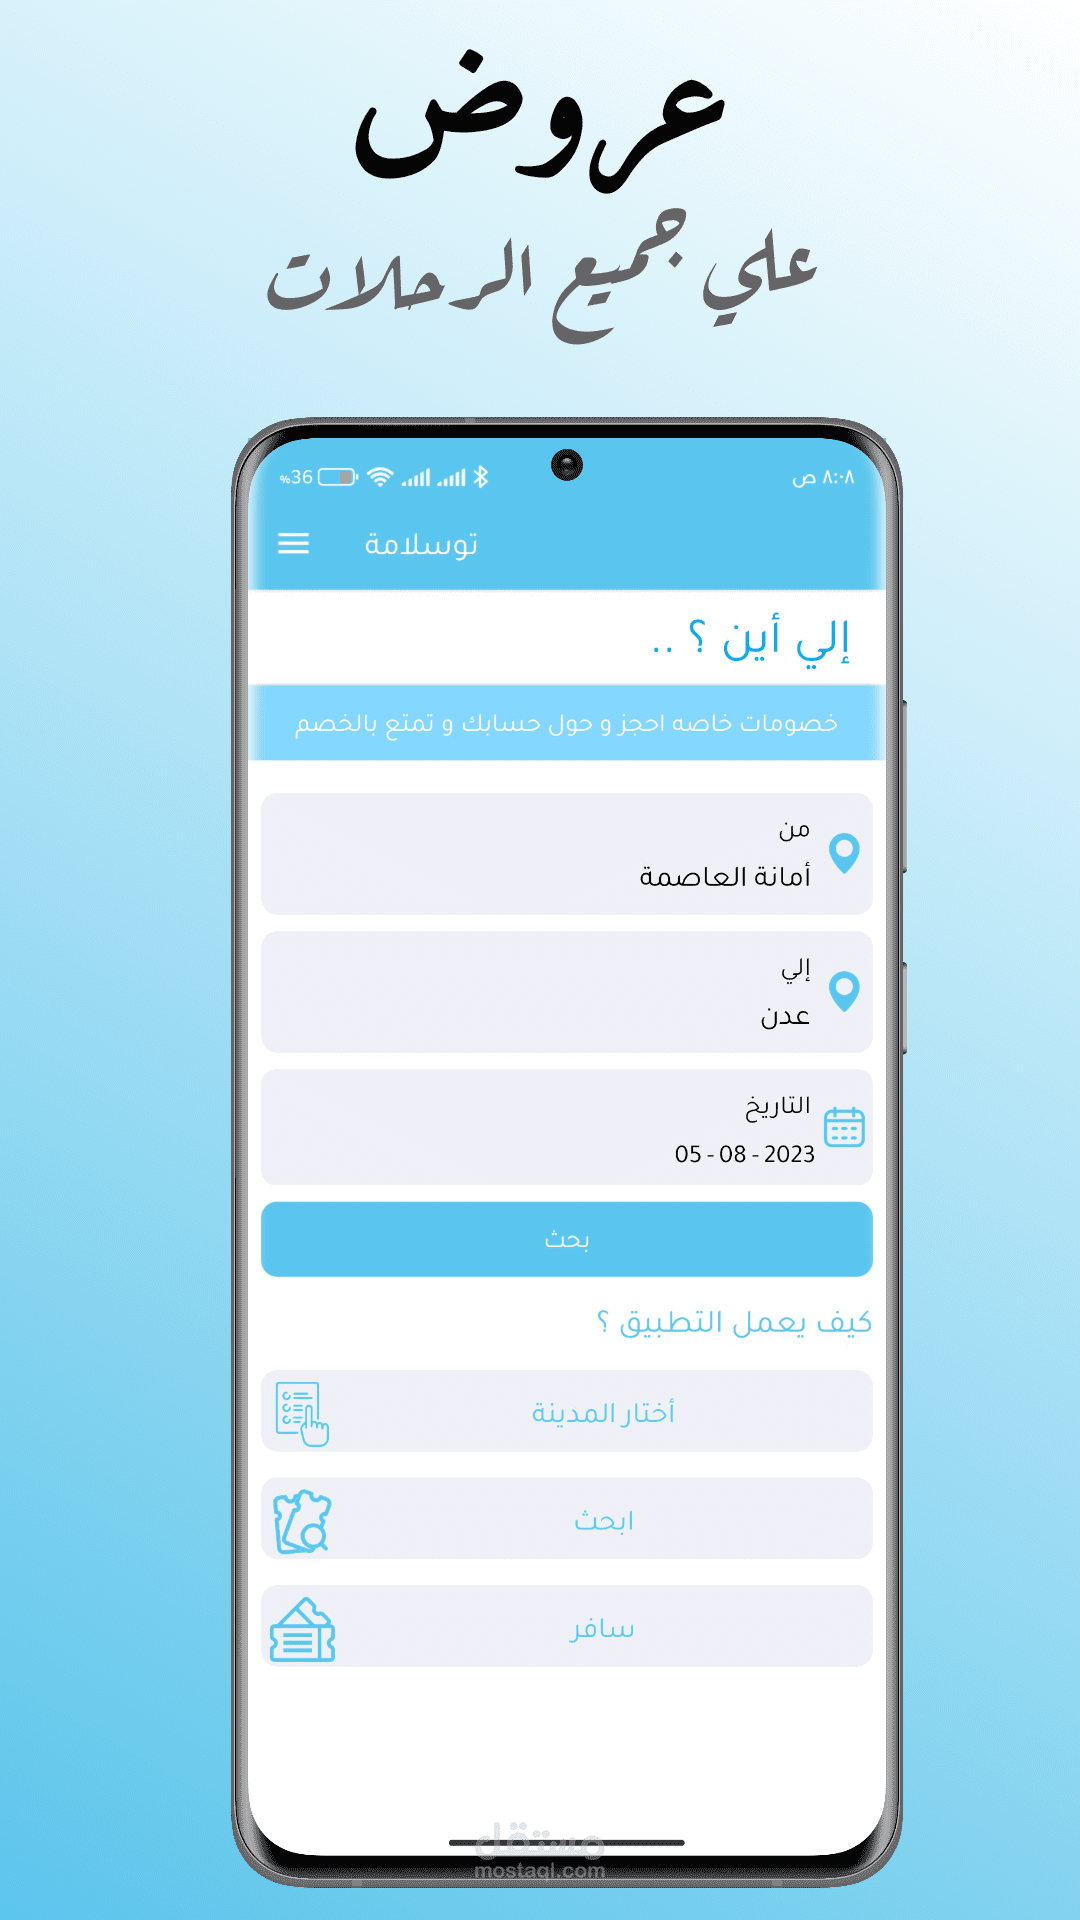 عروض
علي جميع الرحلات
٨:٠٨ ص
%36
توسلامة
إلي أين ؟ ..
خصومات خاصه احجز و حول حسابك و تمتع بالخصم
من
أمانة العاصمة
إلي
عدن
التاريخ
05 - 08 - 2023
بحث
كيف يعمل التطبيق ؟
أختار المدينة
ابحث
سافر
مستقل
mostaql.com